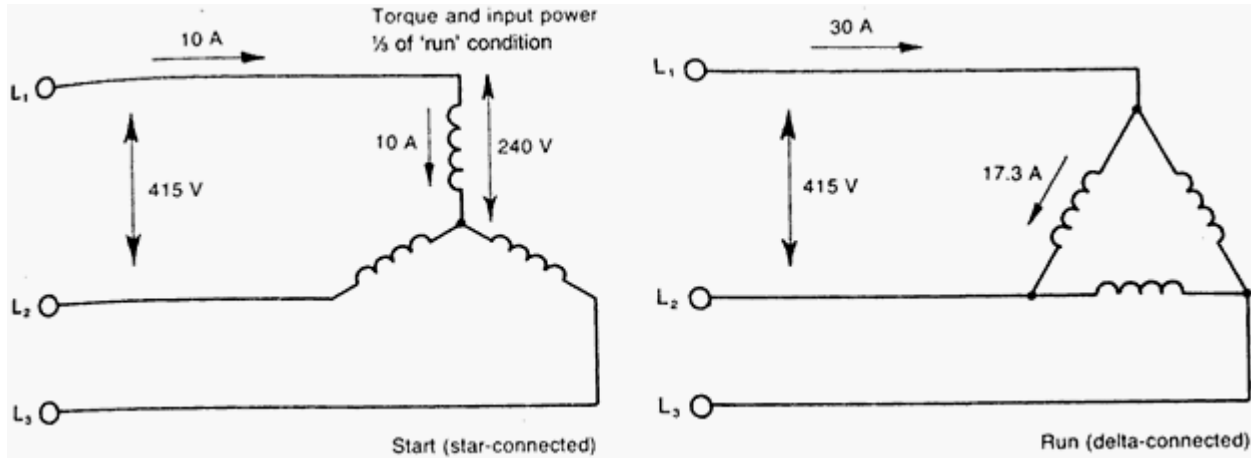 Torque and input power
⅓ of 'run' condition
10 A
L₁
10 A
240 V
415 V
L₂
L₃
Start (star-connected)
30 A
L₁
17.3 A
415 V
L₂
L₃
Run (delta-connected)